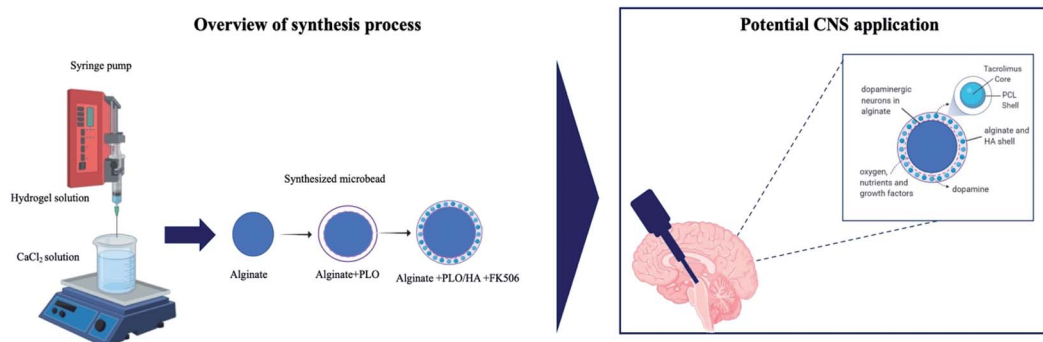 Overview of synthesis process
Syringe pump
Hydrogel solution
CaCl2 solution
Synthesized microbead
Alginate
Alginate+PLO
Alginate +PLO/HA +FK506
Potential CNS application
Tacrolimus
Core
PCL
Shell
dopaminergic
neurons in
alginate
alginate and
HA shell
oxygen,
nutrients and
growth factors
dopamine